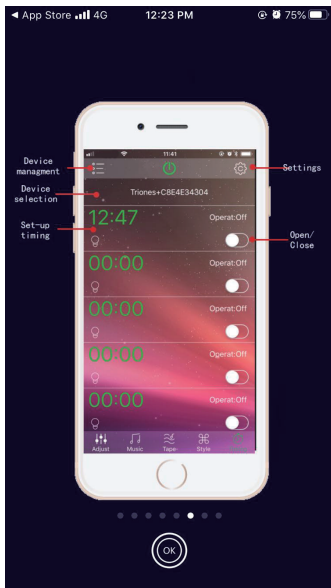 App Store 4G 12:23 PM 75%
11:41
Device
managment
Settings
Device
selection
Triones+C8E4E34304
Set-up
timing
12:47 Operat:Off
Open/
Close
00:00 Operat:Off
00:00 Operat:Off
00:00 Operat:Off
00:00 Operat:Off
Adjust Music Tape Style
OK